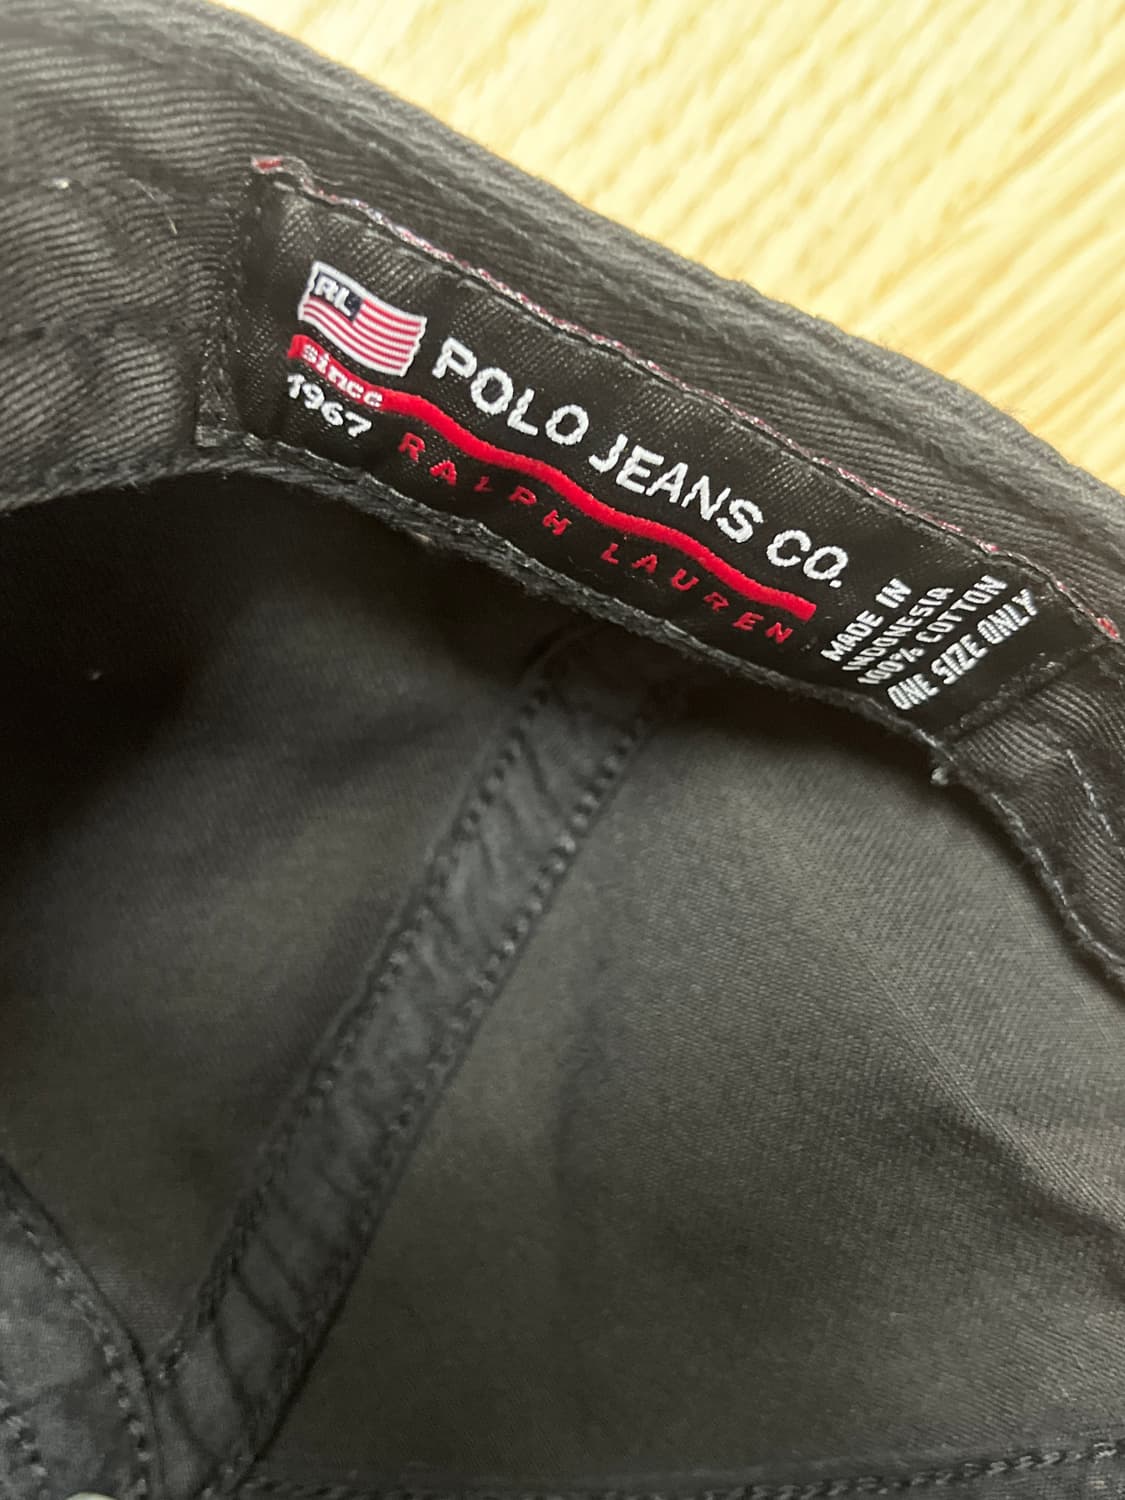 RL
since
1967
POLO JEANS CO.
RALPH LAUREN
MADE IN
INDONESIA
100% COTTON
ONE SIZE ONLY